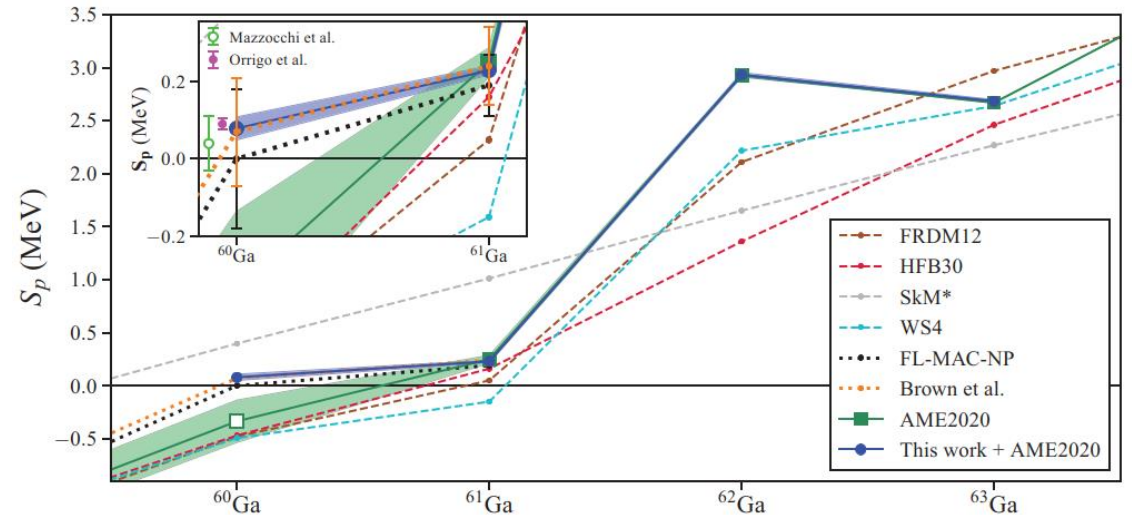 3.5
3.0
2.5
2.0
1.5
1.0
0.5
0.0
−0.5
Sp (MeV)
Mazzocchi et al.
Orrigo et al.
0.2
0.0
−0.2
Sp (MeV)
60Ga
61Ga
FRDM12
HFB30
SkM*
WS4
FL-MAC-NP
Brown et al.
AME2020
This work + AME2020
60Ga
61Ga
62Ga
63Ga